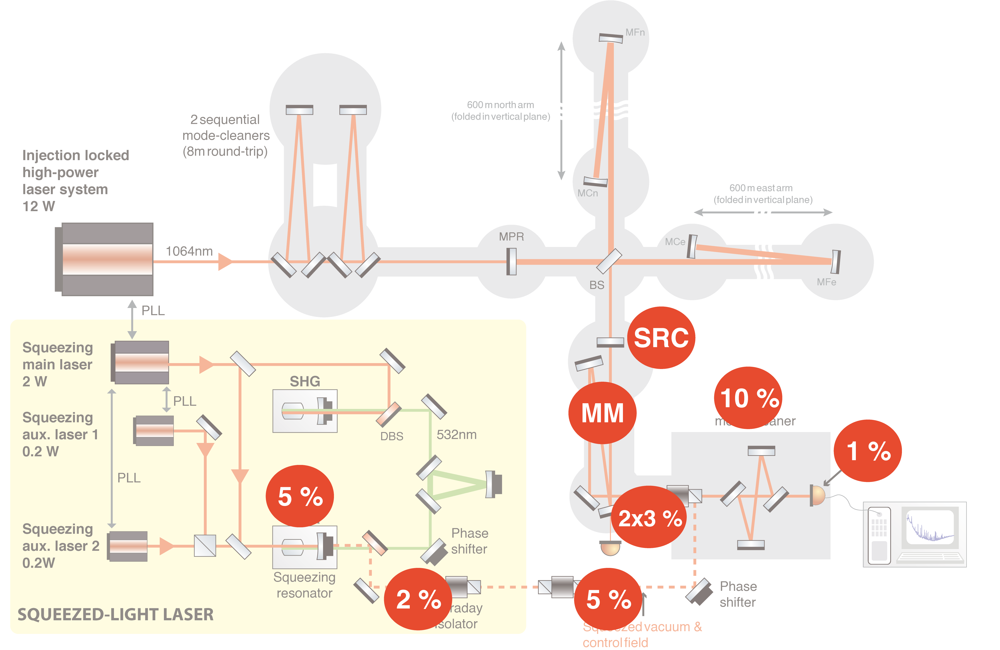 MFn
600 m north arm
(folded in vertical plane)
2 sequential
mode-cleaners
(8m round-trip)
Injection locked
high-power
laser system
12 W
MCn
600 m east arm
(folded in vertical plane)
1064nm
MPR
MCe
BS
MFe
PLL
SRC
Squeezing
main laser
2 W
SHG
PLL
MM
10 %
Squeezing
aux. laser 1
0.2 W
DBS
532nm
1 %
PLL
5 %
2x3 %
Squeezing
aux. laser 2
0.2W
Phase
shifter
Squeezing
resonator
2 %
5 %
Phase
shifter
SQUEEZED-LIGHT LASER
vacuum &
control field